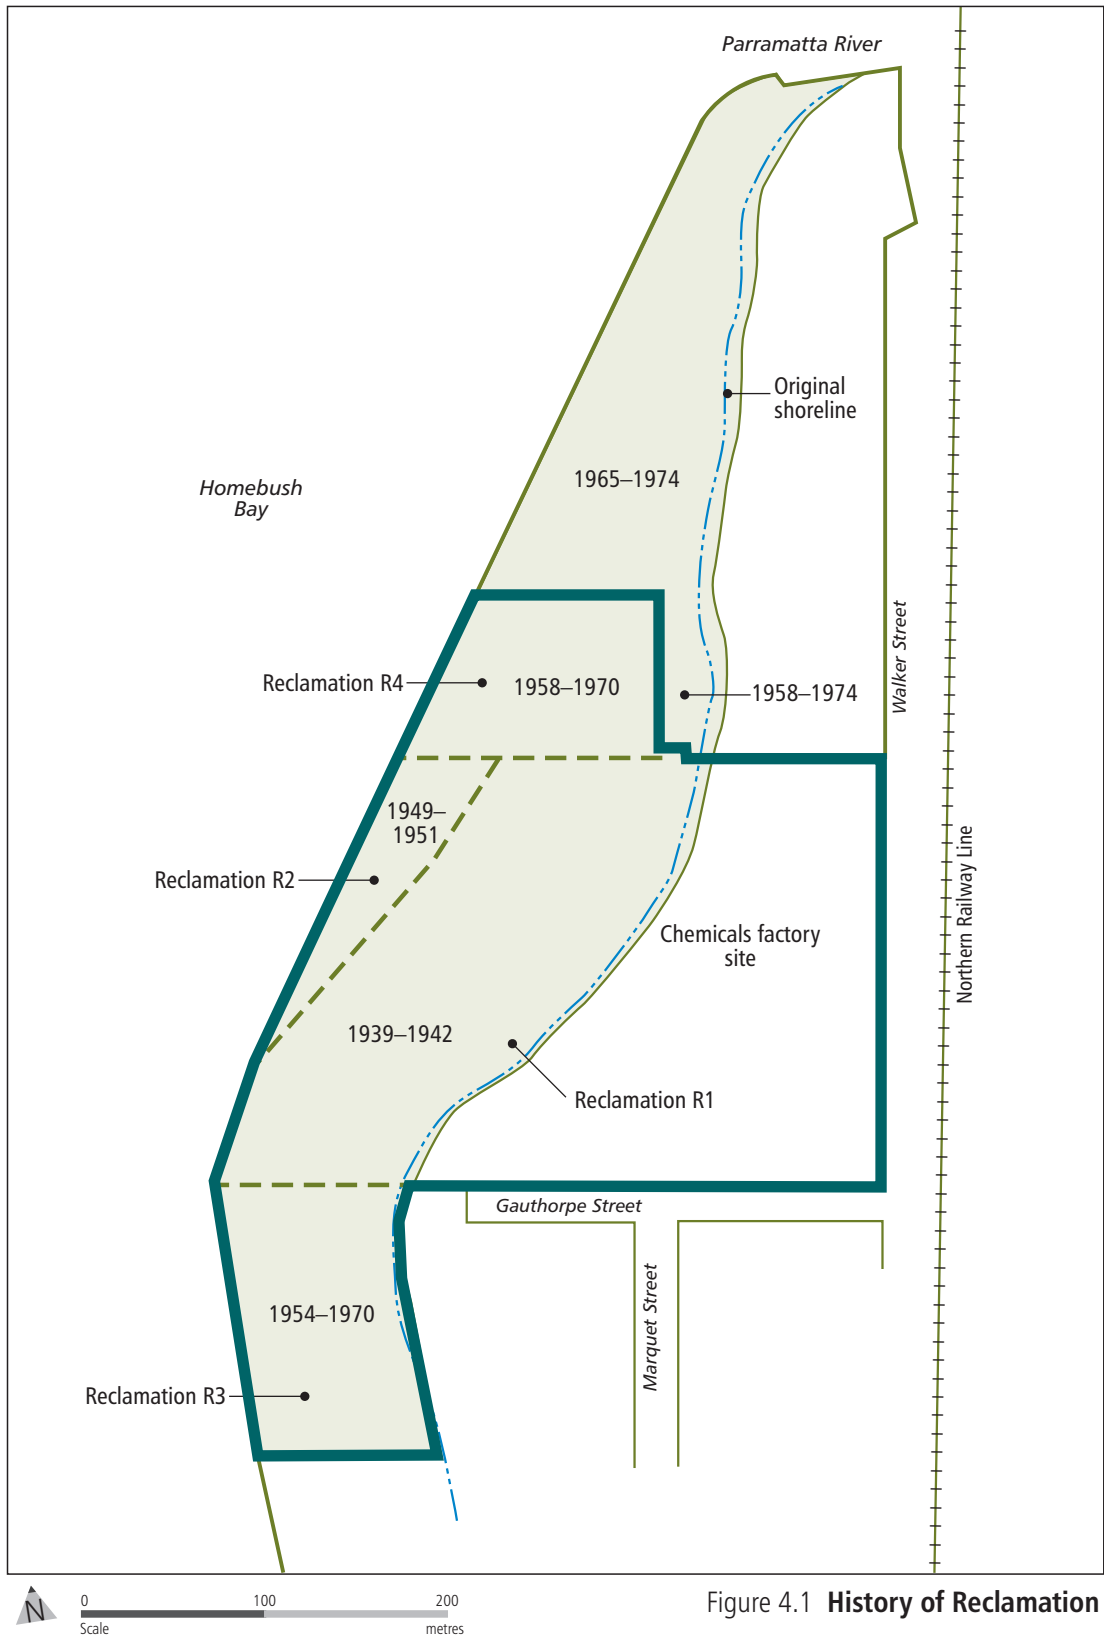 Parramatta River
Original
shoreline
1965–1974
Homebush
Bay
Walker Street
Reclamation R4
1958–1970
1958–1974
1949–
1951
Reclamation R2
Northern Railway Line
Chemicals factory
site
1939–1942
Reclamation R1
Gauthorpe Street
Marquet Street
1954–1970
Reclamation R3
N
0 100 200
Scale metres
Figure 4.1 History of Reclamation